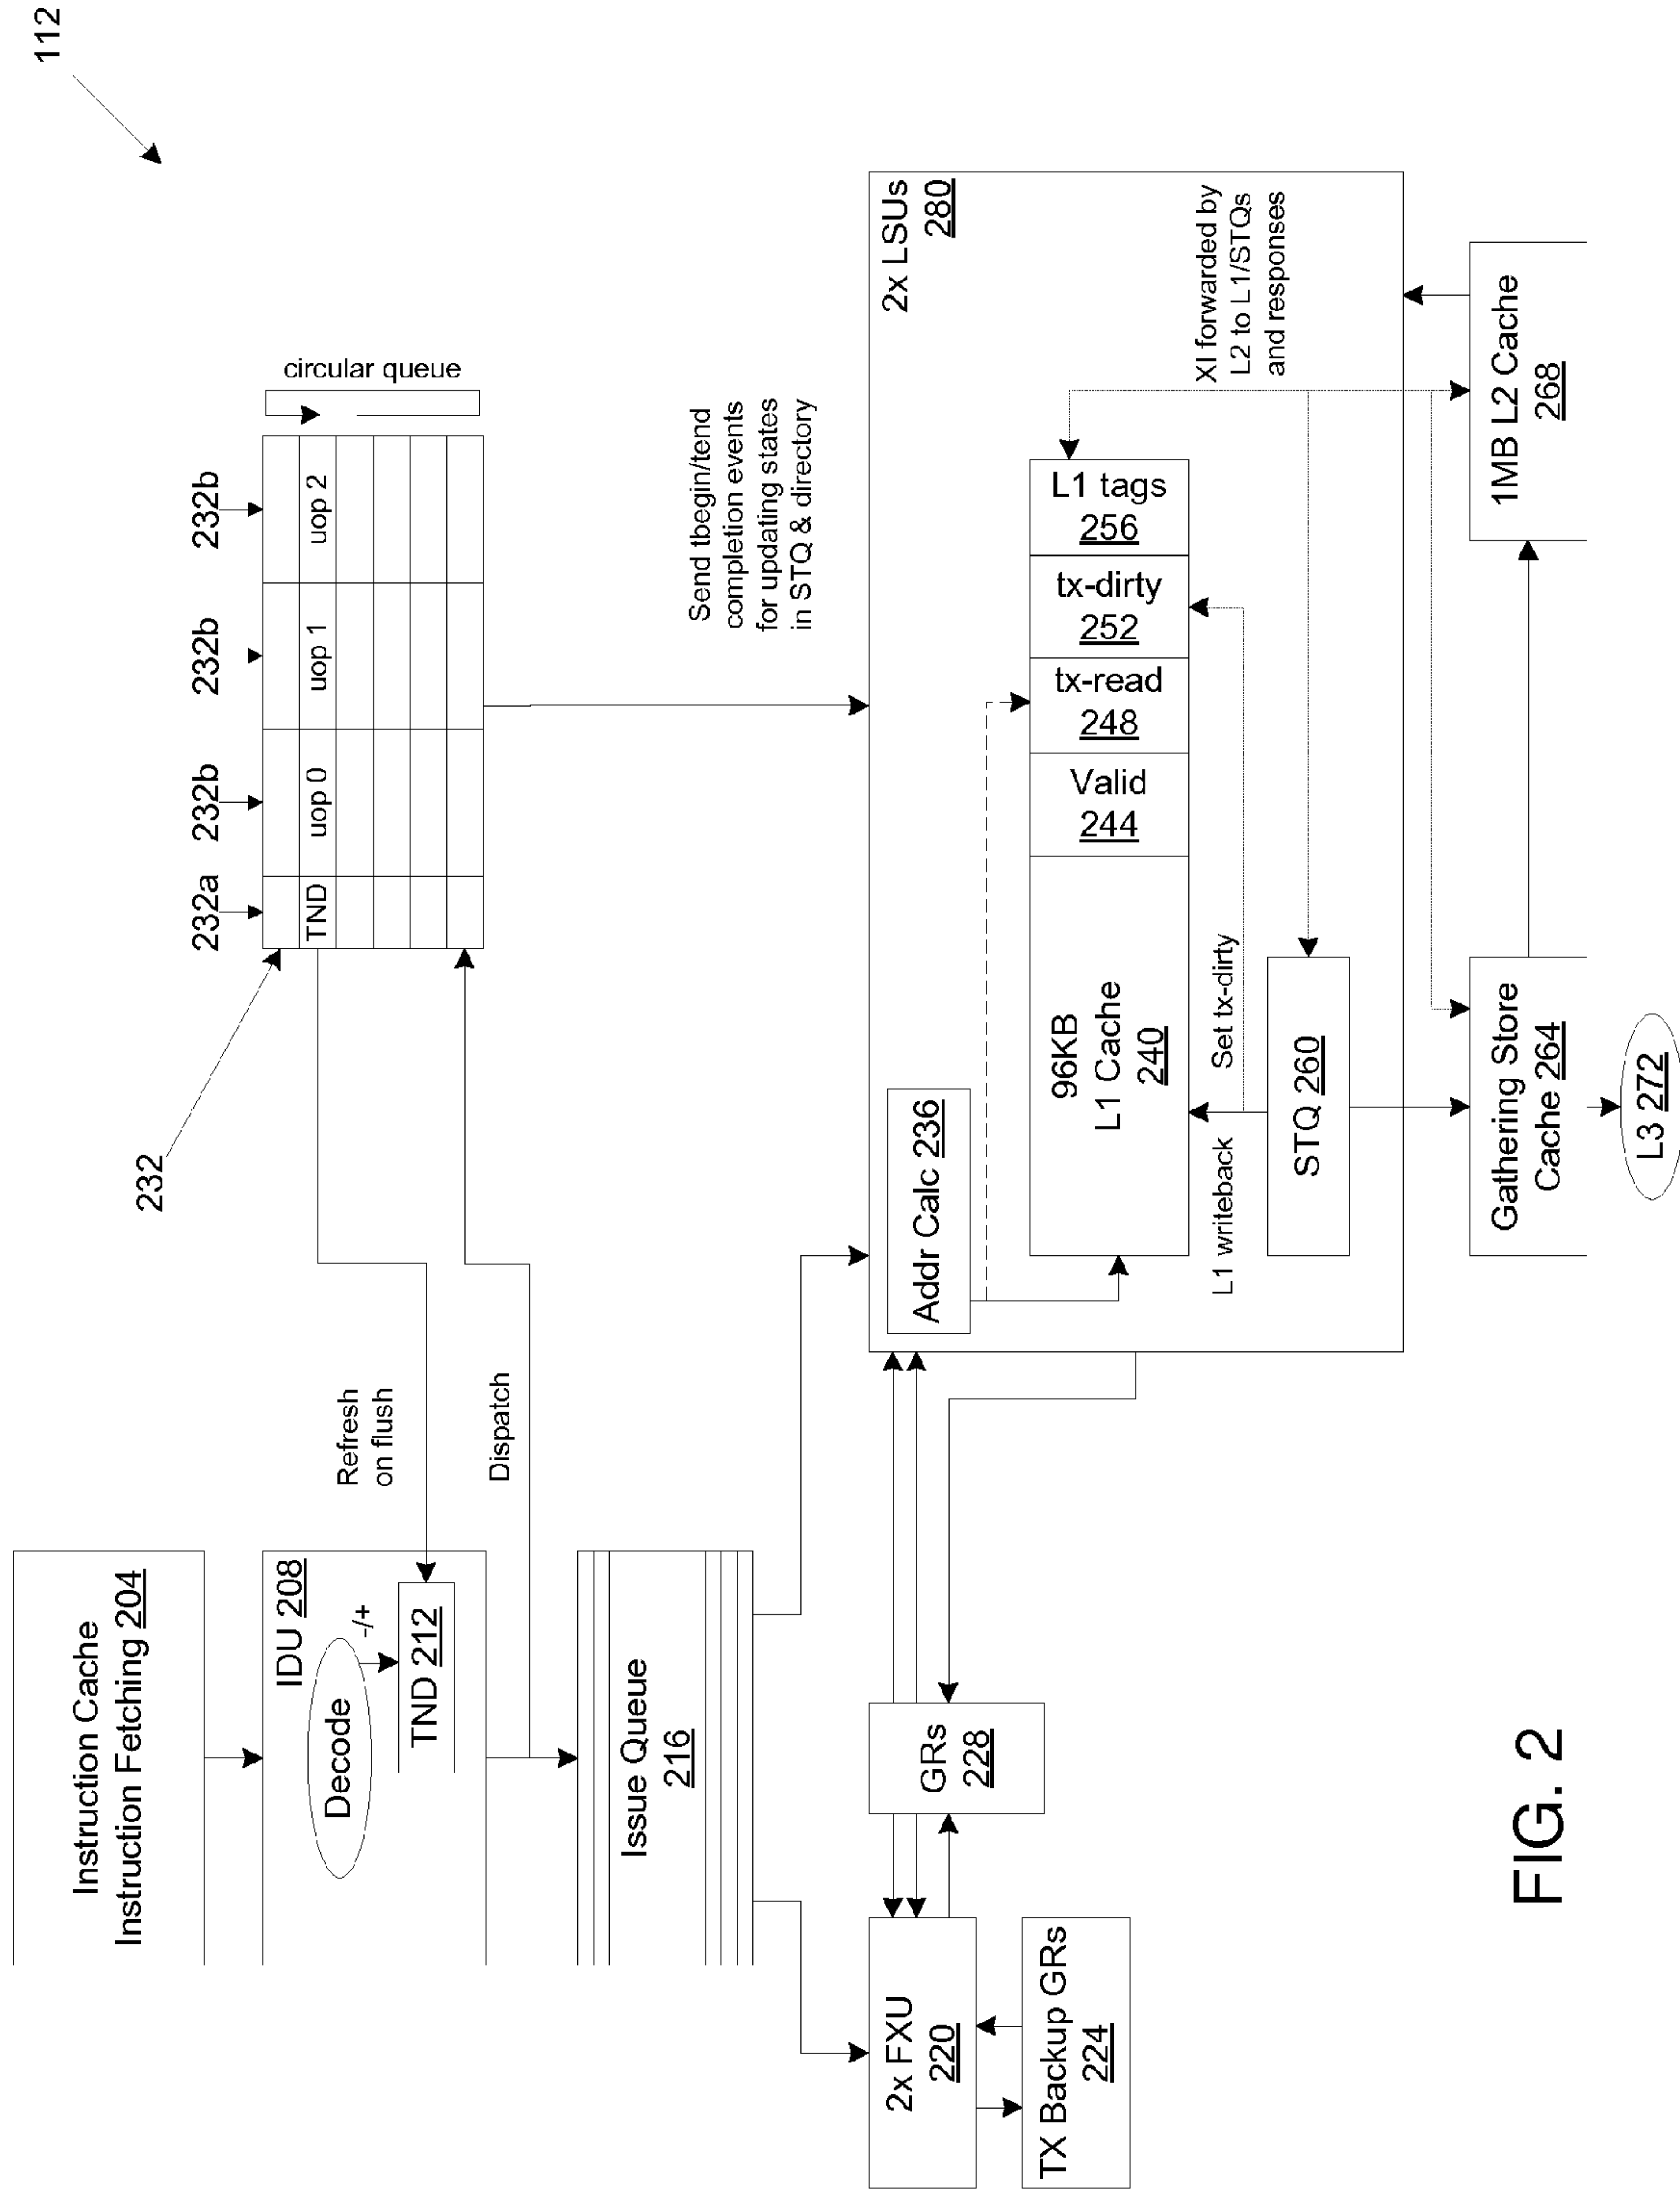 112
Instruction Cache
Instruction Fetching 204
IDU 208
Decode
-/+
TND 212
Refresh
on flush
Dispatch
232
232a
232b
232b
232b
TND
uop 0
uop 1
uop 2
circular queue
Issue Queue
216
Send tbegin/tend
completion events
for updating states
in STQ & directory
2x FXU
220
TX Backup GRs
224
GRs
228
2x LSUs
280
Addr Calc 236
96KB
L1 Cache
240
Valid
244
tx-read
248
tx-dirty
252
L1 tags
256
L1 writeback
Set tx-dirty
XI forwarded by
L2 to L1/STQs
and responses
STQ 260
Gathering Store
Cache 264
1MB L2 Cache
268
L3 272
FIG. 2